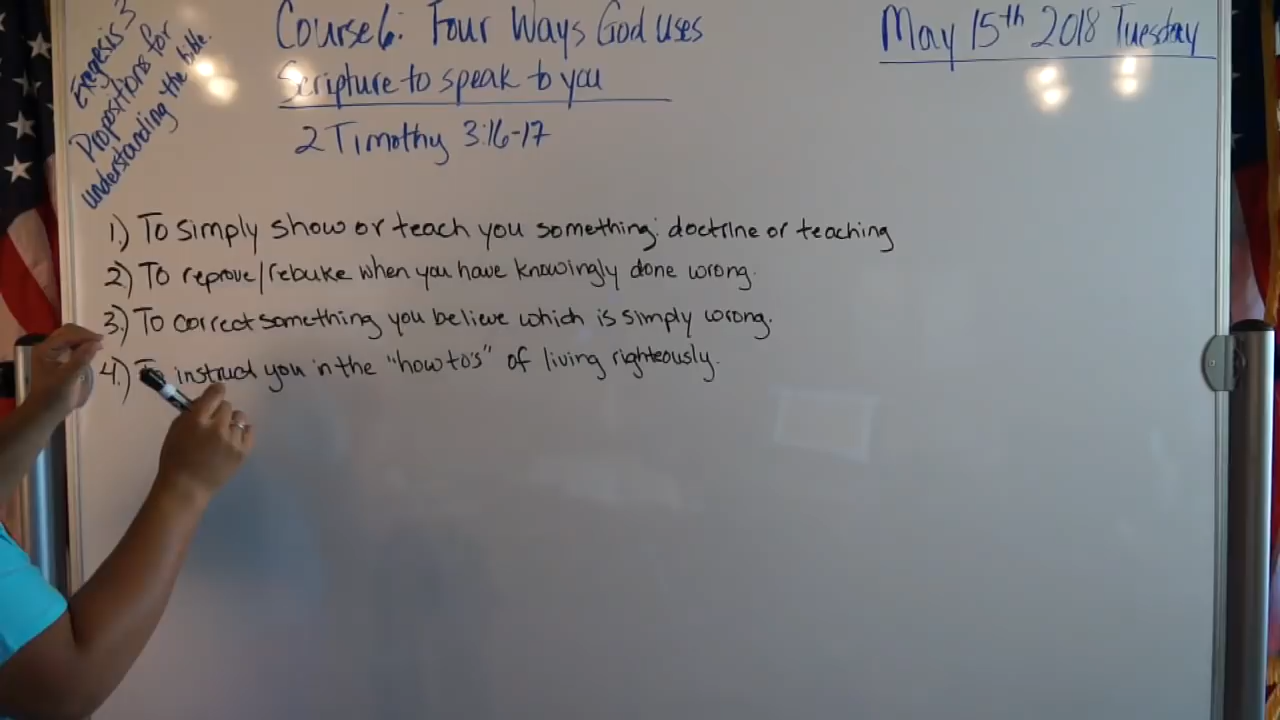 Exegesis 3
Propositions for
understanding the bible.
Course 6: Four Ways God uses
Scripture to speak to you
2 Timothy 3:16-17
May 15th 2018 Tuesday
1.) To simply show or teach you something: doctrine or teaching
2) To reprove/rebuke when you have knowingly done wrong.
3.) To correct something you believe which is simply wrong.
4.) To instruct you in the "how to's" of living righteously.